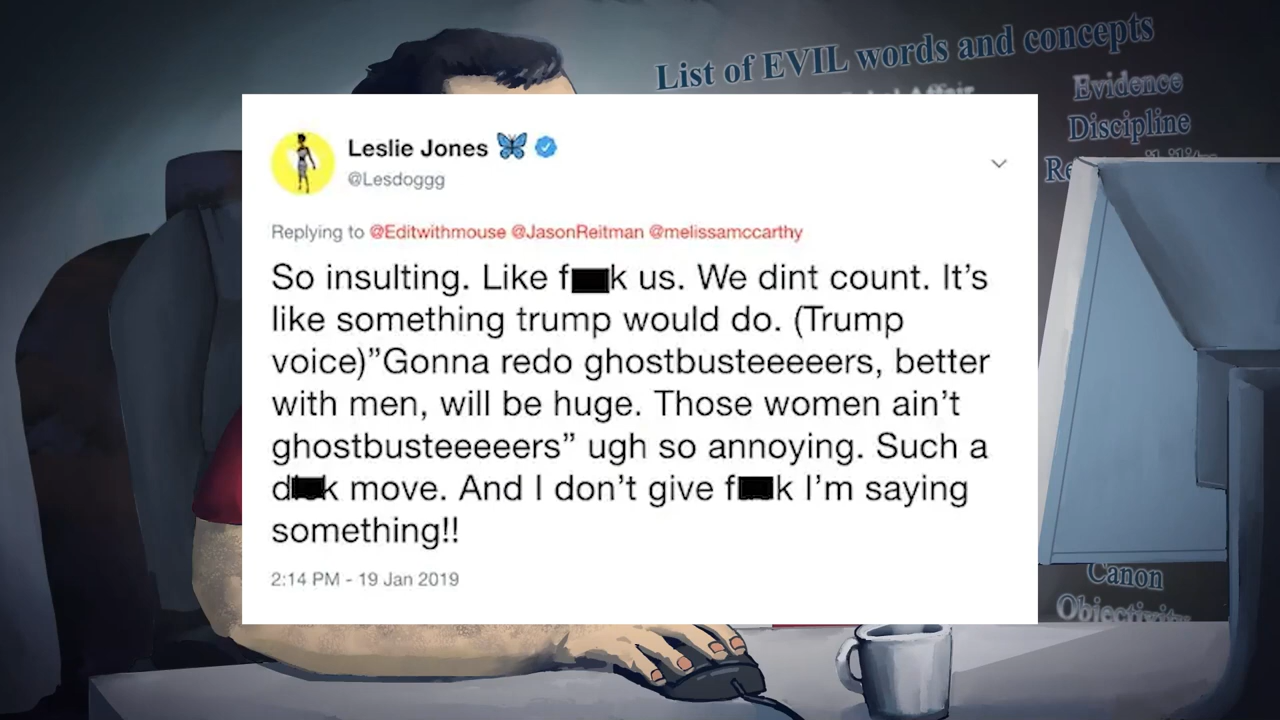 List of EVIL words and concepts
Evidence
Discipline
Leslie Jones
@Lesdoggg
Replying to @Editwithmouse @JasonReitman @melissamccarthy
So insulting. Like f k us. We dint count. It’s
like something trump would do. (Trump
voice)”Gonna redo ghostbusteeeeers, better
with men, will be huge. Those women ain’t
ghostbusteeeeers” ugh so annoying. Such a
d k move. And I don’t give f k I’m saying
something!!
2:14 PM - 19 Jan 2019
Canon
Objectivity